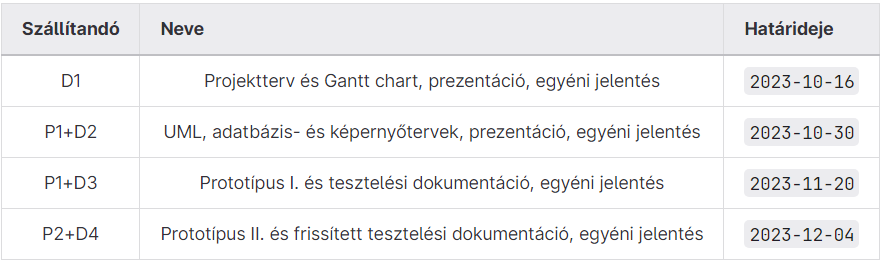 Szállítandó Neve Határideje
D1 Projektterv és Gantt chart, prezentáció, egyéni jelentés 2023-10-16
P1+D2 UML, adatbázis- és képernyőtervek, prezentáció, egyéni jelentés 2023-10-30
P1+D3 Prototípus I. és tesztelési dokumentáció, egyéni jelentés 2023-11-20
P2+D4 Prototípus II. és frissített tesztelési dokumentáció, egyéni jelentés 2023-12-04